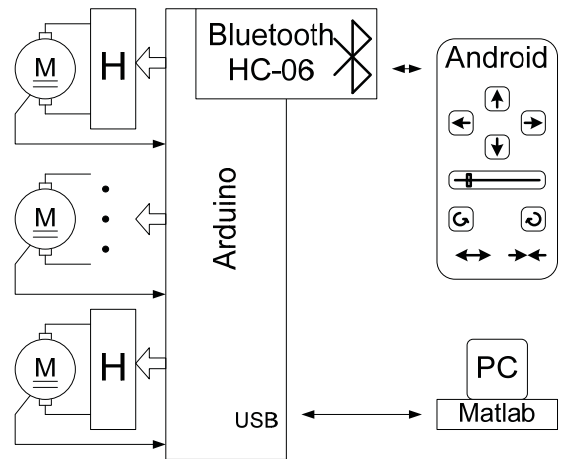 M
H
Bluetooth
HC-06
Android
M
Arduino
M
H
USB
PC
Matlab